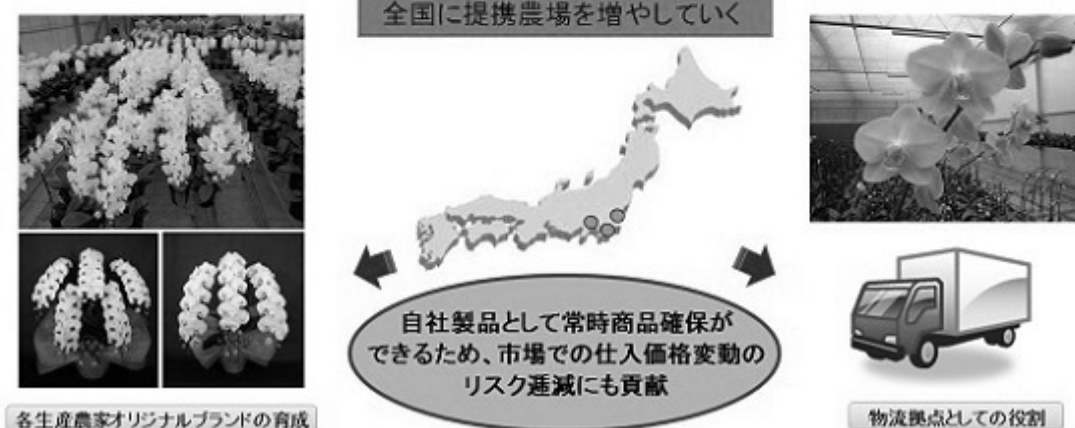 全国に提携農場を増やしていく
自社製品として常時商品確保が
できるため、市場での仕入価格変動の
リスク逓減にも貢献
各生産農家オリジナルブランドの育成
物流拠点としての役割